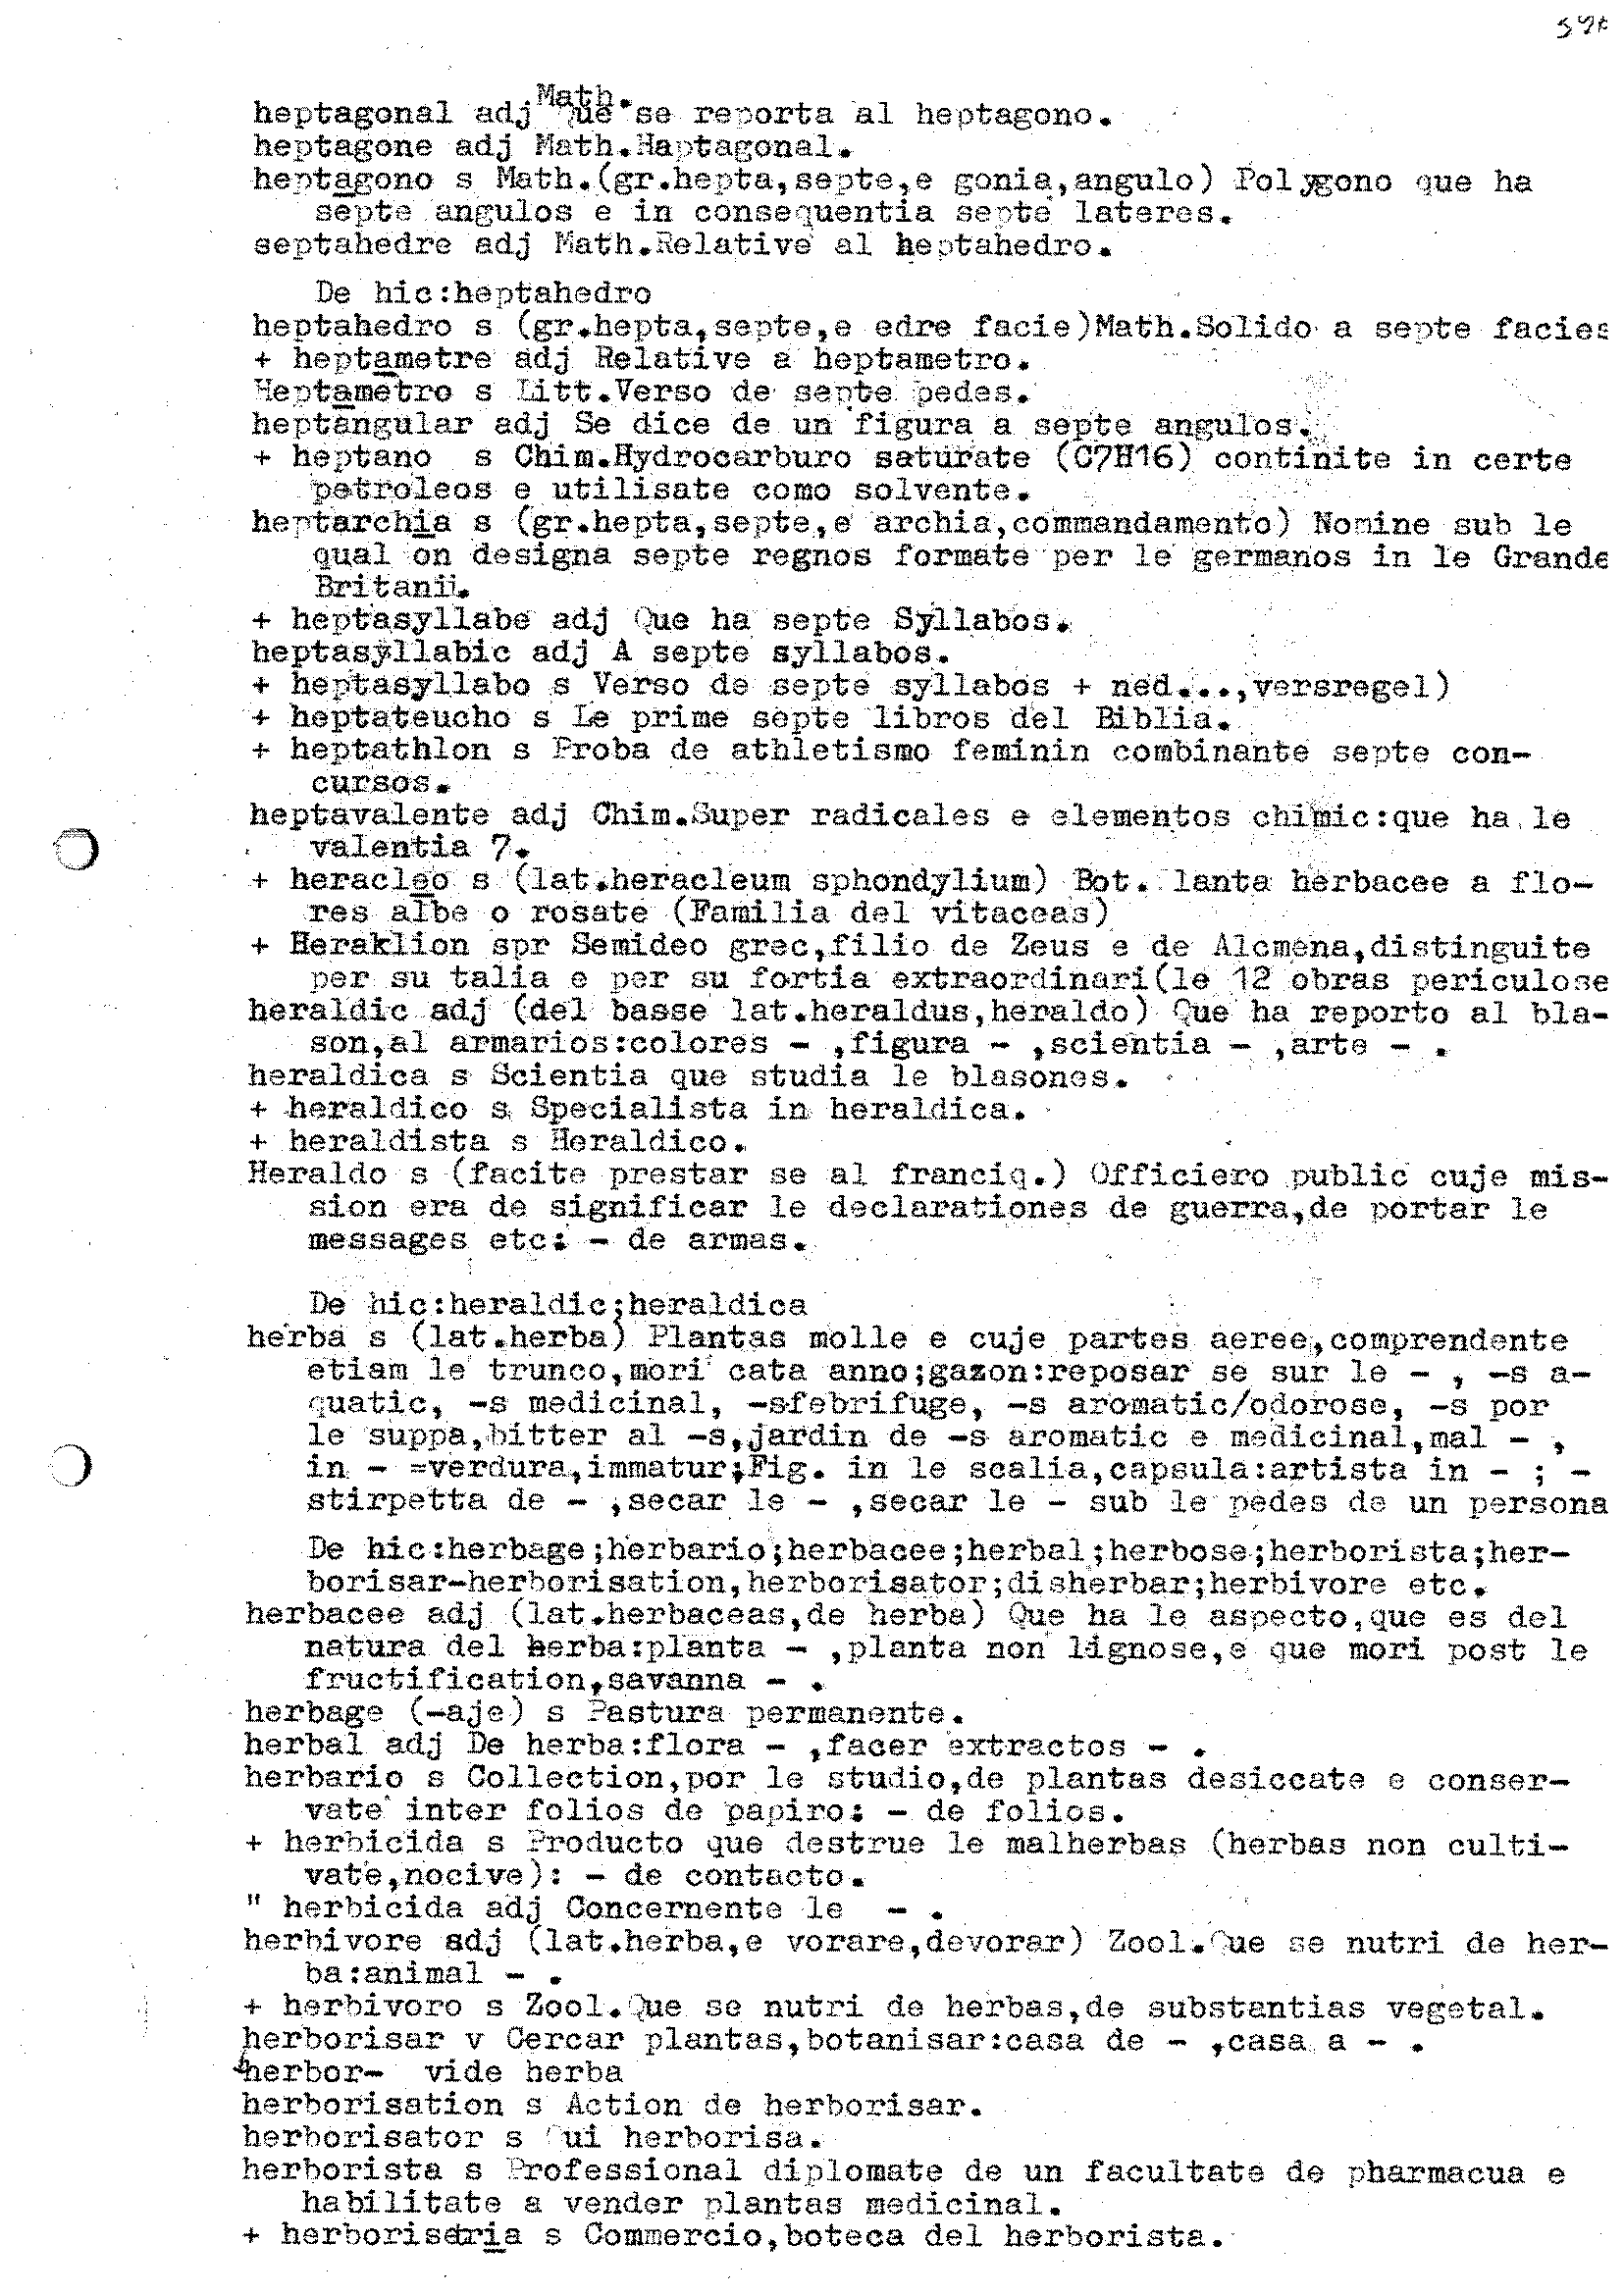 Math.
heptagonal adj Que se reporta al heptagono.
heptagone adj Math.Haptagonal.
heptagono s Math.(gr.hepta,septe,e gonia,angulo) Polygono que ha
septe angulos e in consequentia septe lateres.
septahedre adj Math.Relative al heptahedro.
De hic:heptahedro
heptahedro s (gr.hepta,septe,e edre facie)Math.Solido a septe facies
+ heptametre adj Relative a heptametro.
Heptametro s Litt.Verso de septe pedes.
heptangular adj Se dice de un figura a septe angulos.
+ heptano s Chim.Hydrocarburo saturate (C7H16) continite in certe
petroleos e utilisate como solvente.
heptarchia s (gr.hepta,septe,e archia,commandamento) Nomine sub le
qual on designa septe regnos formate per le germanos in le Grande
Britanii.
+ heptasyllabe adj Que ha septe Syllabos.
heptasyllabic adj A septe syllabos.
+ heptasyllabo s Verso de septe syllabos + ned...,versregel)
+ heptateucho s Le prime septe libros del Biblia.
+ heptathlon s Proba de athletismo feminin combinante septe con-
cursos.
heptavalente adj Chim.Super radicales e elementos chimic:que ha le
valentia 7.
+ heracleo s (lat.heracleum sphondylium) Bot. lanta herbacee a flo-
res albe o rosate (Familia del vitaceas)
+ Heraklion spr Semideo grec,filio de Zeus e de Alcmena,distinguite
per su talia e per su fortia extraordinari(le 12 obras periculose
heraldic adj (del basse lat.heraldus,heraldo) Que ha reporto al bla-
son,al armarios:colores - ,figura - ,scientia - ,arte - .
heraldica s Scientia que studia le blasones.
+ heraldico s Specialista in heraldica.
+ heraldista s Heraldico.
Heraldo s (facite prestar se al franciq.) Officiero public cuje mis-
sion era de significar le declarationes de guerra,de portar le
messages etc: - de armas.
De hic:heraldic;heraldica
herba s (lat.herba) Plantas molle e cuje partes aeree,comprendente
etiam le trunco,mori cata anno;gazon:reposar se sur le - , -s a-
quatic, -s medicinal, -sfebrifuge, -s aromatic/odorose, -s por
le suppa,bitter al -s,jardin de -s aromatic e medicinal,mal - ,
in - =verdura,immatur;Fig. in le scalia,capsula:artista in - ; -
stirpetta de - ;secar le - ,secar le - sub le pedes de un persona
De hic:herbage;herbario;herbacee;herbal;herbose;herborista;her-
borisar-herborisation,herborisator;disherbar;herbivore etc.
herbacee adj (lat.herbaceas,de herba) Que ha le aspecto,que es del
natura del herba:planta - ,planta non lignose,e que mori post le
fructification,savanna - .
herbage (-aje) s Pastura permanente.
herbal adj De herba:flora - ,facer extractos - .
herbario s Collection,por le studio,de plantas desiccate e conser-
vate inter folios de papiro: - de folios.
+ herbicida s Producto que destrue le malherbas (herbas non culti-
vate,nocive): - de contacto.
" herbicida adj Concernente le - .
herbivore adj (lat.herba,e vorare,devorar) Zool.Que se nutri de her-
ba:animal - .
+ herbivoro s Zool.Que se nutri de herbas,de substantias vegetal.
herborisar v Cercar plantas,botanisar:casa de - ,casa a - .
herbor- vide herba
herborisation s Action de herborisar.
herborisator s Qui herborisa.
herborista s Professional diplomate de un facultate de pharmacua e
habilitate a vender plantas medicinal.
+ s Commercio,boteca del herborista.